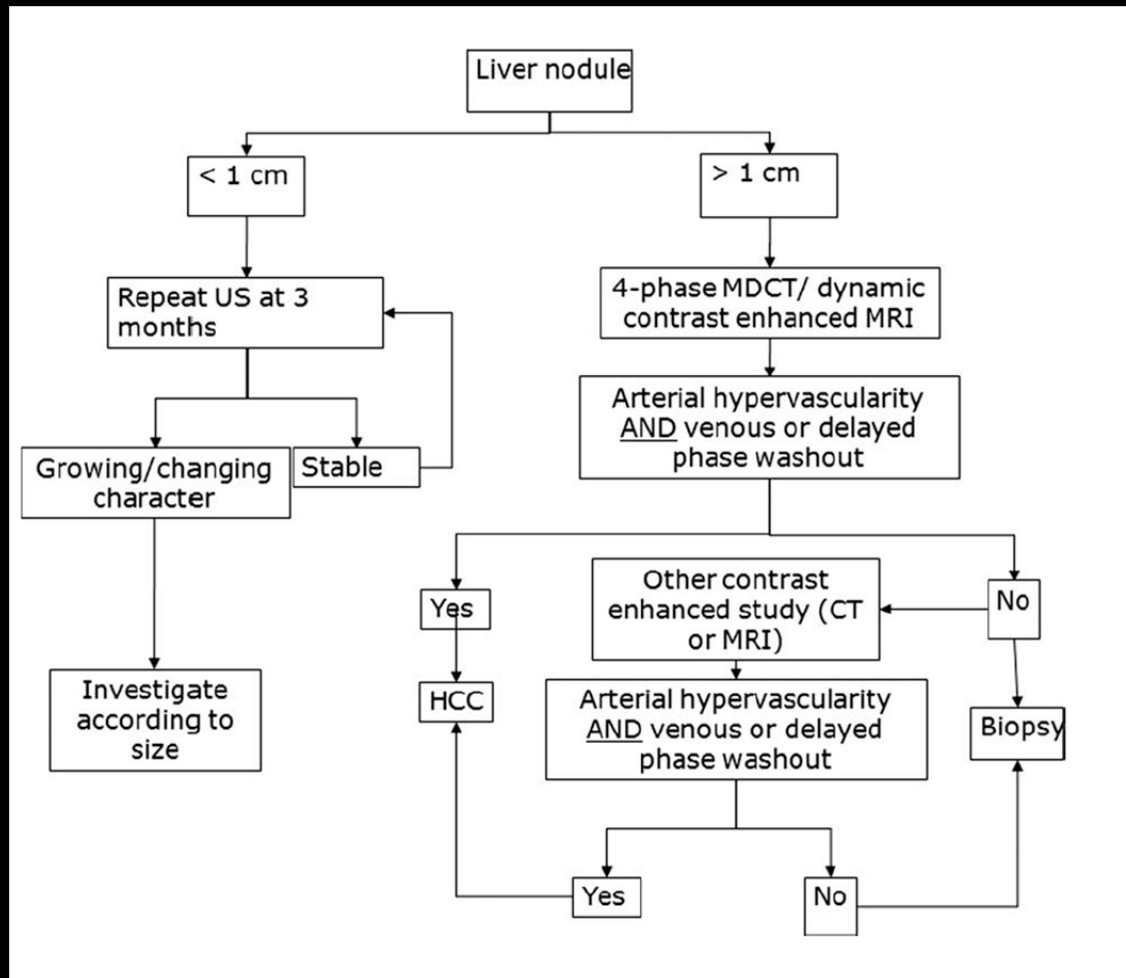 Liver nodule
< 1 cm
> 1 cm
Repeat US at 3
months
4-phase MDCT/ dynamic
contrast enhanced MRI
Arterial hypervascularity
AND venous or delayed
phase washout
Growing/changing
character
Stable
Yes
Other contrast
enhanced study (CT
or MRI)
No
Investigate
according to
size
HCC
Arterial hypervascularity
AND venous or delayed
phase washout
Biopsy
Yes
No